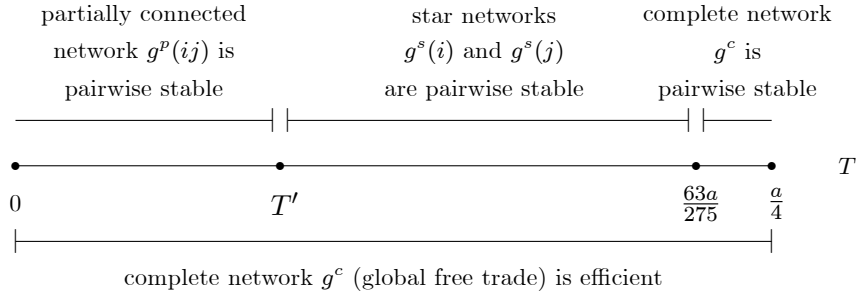 partially connected star networks complete network
network g^p(ij) is g^s(i) and g^s(j) g^c is
pairwise stable are pairwise stable pairwise stable
T
0 T′ 63a/275 a/4
complete network g^c (global free trade) is efficient